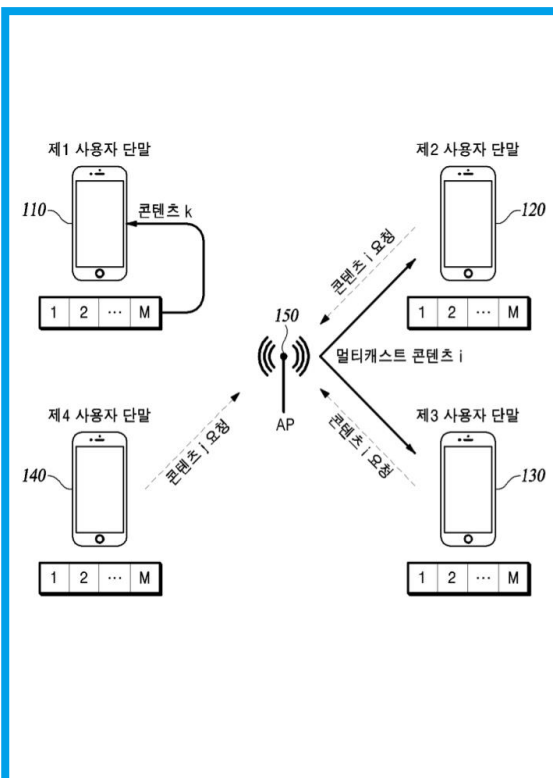 제1 사용자 단말
110
콘텐츠 k
1 2 ··· M
제2 사용자 단말
120
콘텐츠 i 요청
1 2 ··· M
150
멀티캐스트 콘텐츠 i
AP
제4 사용자 단말
140
콘텐츠 j 요청
1 2 ··· M
제3 사용자 단말
130
콘텐츠 i 요청
1 2 ··· M